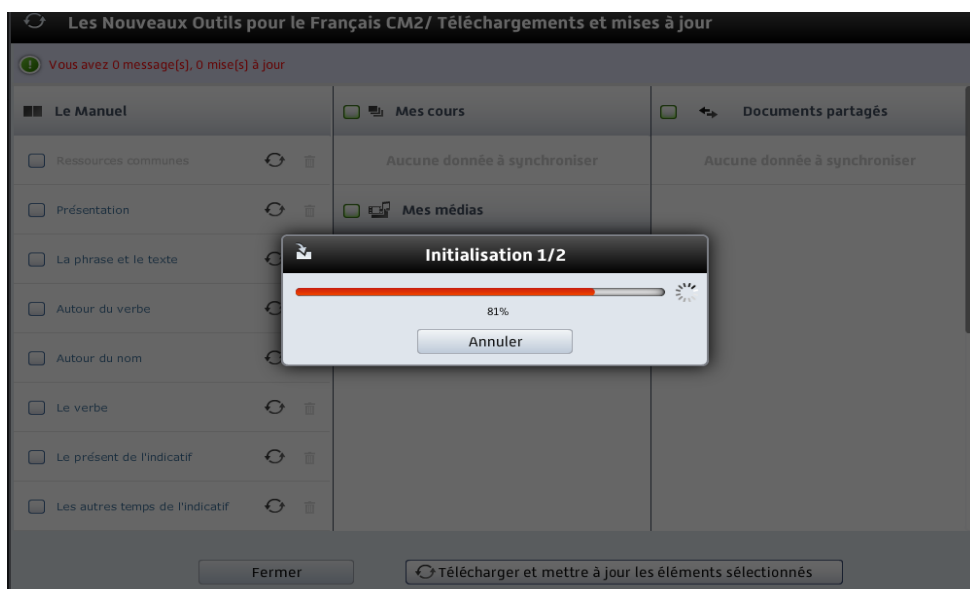 Les Nouveaux Outils pour le Français CM2/ Téléchargements et mises à jour
Vous avez 0 message(s), 0 mise(s) à jour
Le Manuel
Mes cours
Documents partagés
Ressources communes
Aucune donnée à synchroniser
Aucune donnée à synchroniser
Présentation
Mes médias
La phrase et le texte
Initialisation 1/2
Autour du verbe
81%
Annuler
Autour du nom
Le verbe
Le présent de l'indicatif
Les autres temps de l'indicatif
Fermer
Télécharger et mettre à jour les éléments sélectionnés